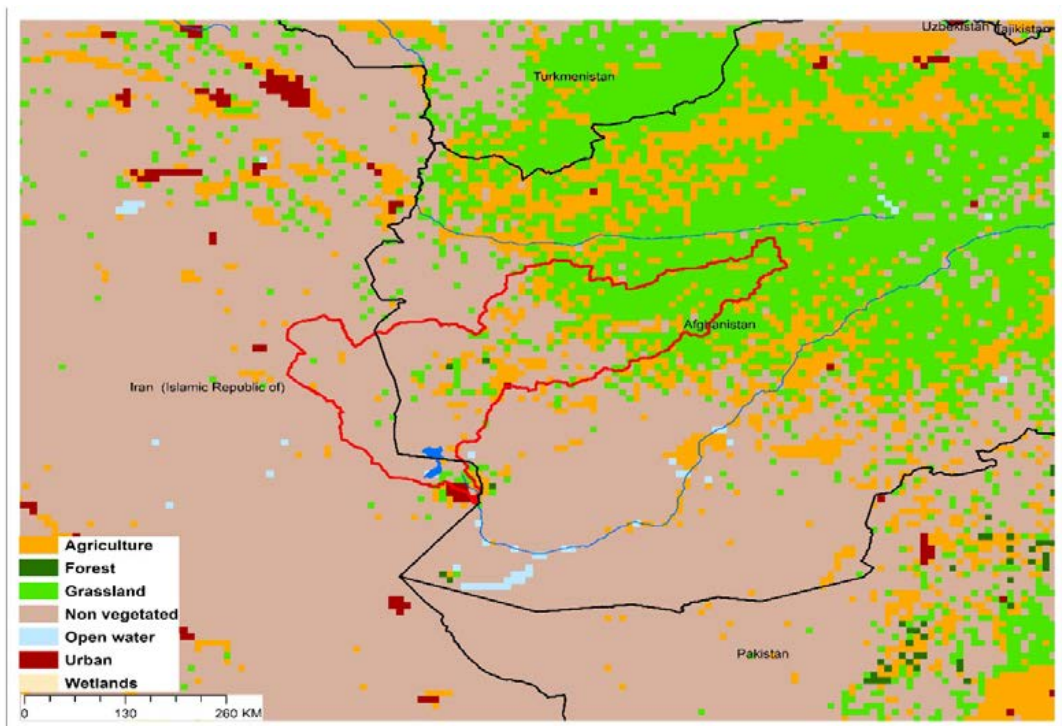 Uzbekistan
Tajikistan
Turkmenistan
Afghanistan
Iran (Islamic Republic of)
Pakistan
Agriculture
Forest
Grassland
Non vegetated
Open water
Urban
Wetlands
0 130 260 KM